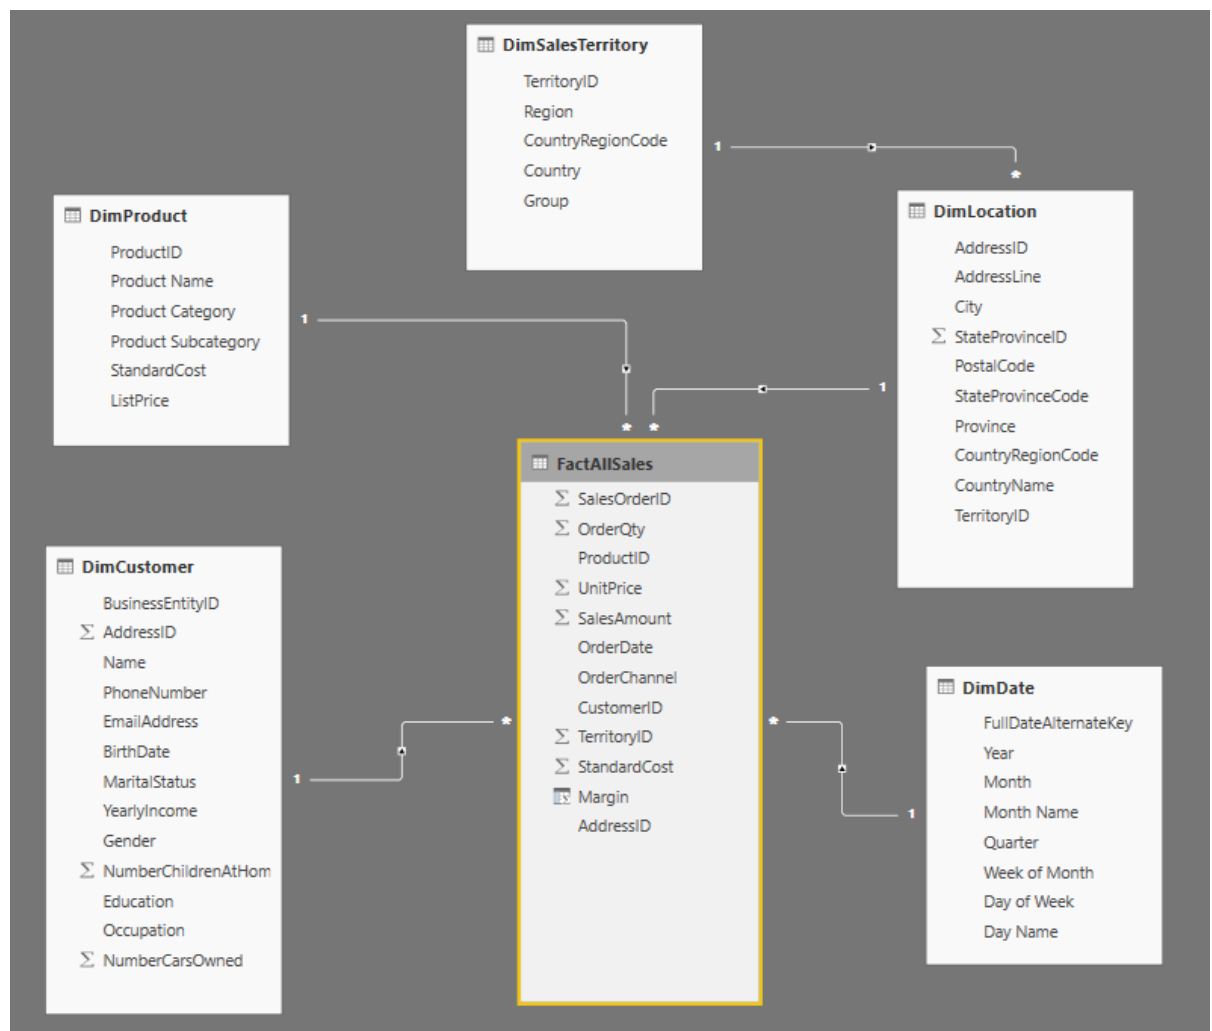 DimSalesTerritory
TerritoryID
Region
CountryRegionCode
Country
Group
1
*
DimProduct
ProductID
Product Name
Product Category
Product Subcategory
StandardCost
ListPrice
1
*
DimLocation
AddressID
AddressLine
City
Σ StateProvinceID
PostalCode
StateProvinceCode
Province
CountryRegionCode
CountryName
TerritoryID
1
*
FactAllSales
Σ SalesOrderID
Σ OrderQty
ProductID
Σ UnitPrice
Σ SalesAmount
OrderDate
OrderChannel
CustomerID
Σ TerritoryID
Σ StandardCost
Margin
AddressID
DimCustomer
BusinessEntityID
Σ AddressID
Name
PhoneNumber
EmailAddress
BirthDate
MaritalStatus
YearlyIncome
Gender
Σ NumberChildrenAtHom
Education
Occupation
Σ NumberCarsOwned
1
*
DimDate
FullDateAlternateKey
Year
Month
Month Name
Quarter
Week of Month
Day of Week
Day Name
1
*